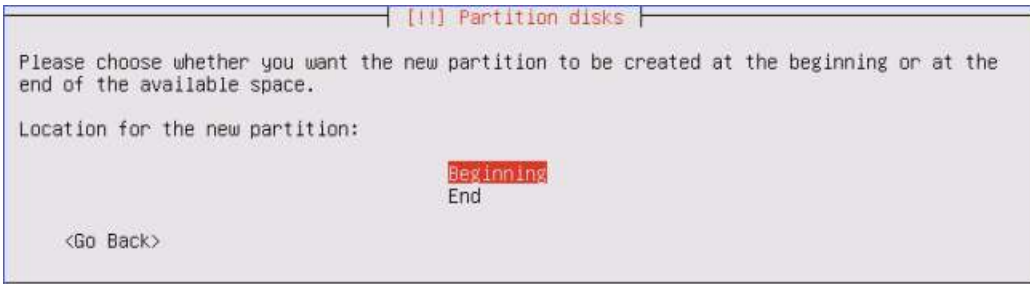 [!!] Partition disks
Please choose whether you want the new partition to be created at the beginning or at the
end of the available space.
Location for the new partition:
Beginning
End
<Go Back>